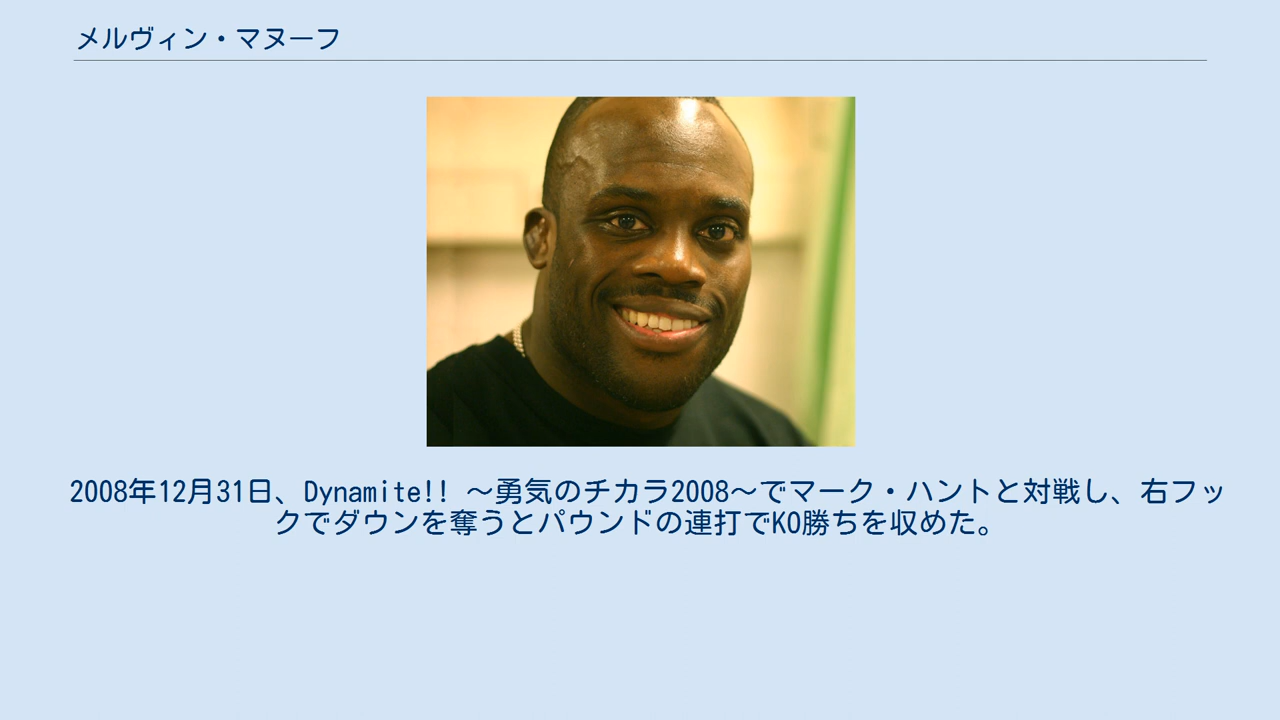 メルヴィン・マヌーフ
2008年12月31日、Dynamite!! 〜勇気のチカラ2008〜でマーク・ハントと対戦し、右フッ
クでダウンを奪うとパウンドの連打でKO勝ちを収めた。